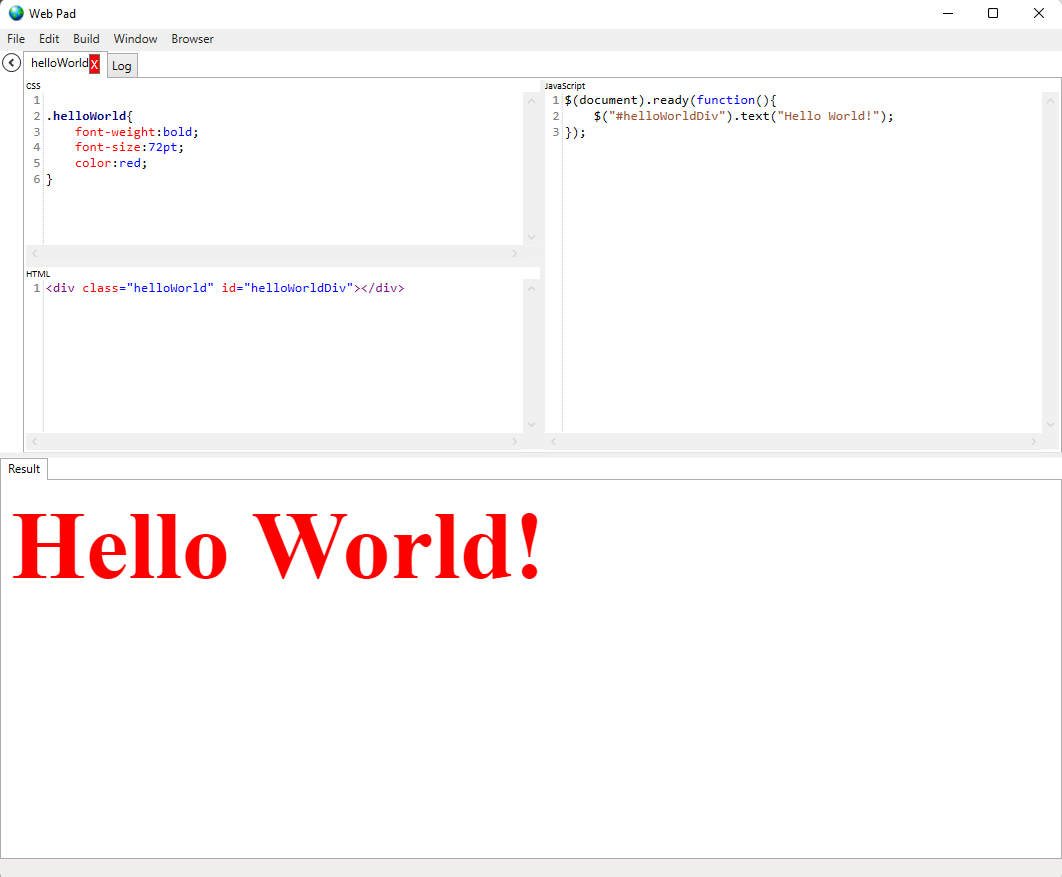 Web Pad
File Edit Build Window Browser
helloWorld X Log
CSS
1
2 .helloWorld{
3     font-weight:bold;
4     font-size:72pt;
5     color:red;
6 }
HTML
1 <div class="helloWorld" id="helloWorldDiv"></div>
JavaScript
1 $(document).ready(function(){
2     $("#helloWorldDiv").text("Hello World!");
3 });
Result
Hello World!